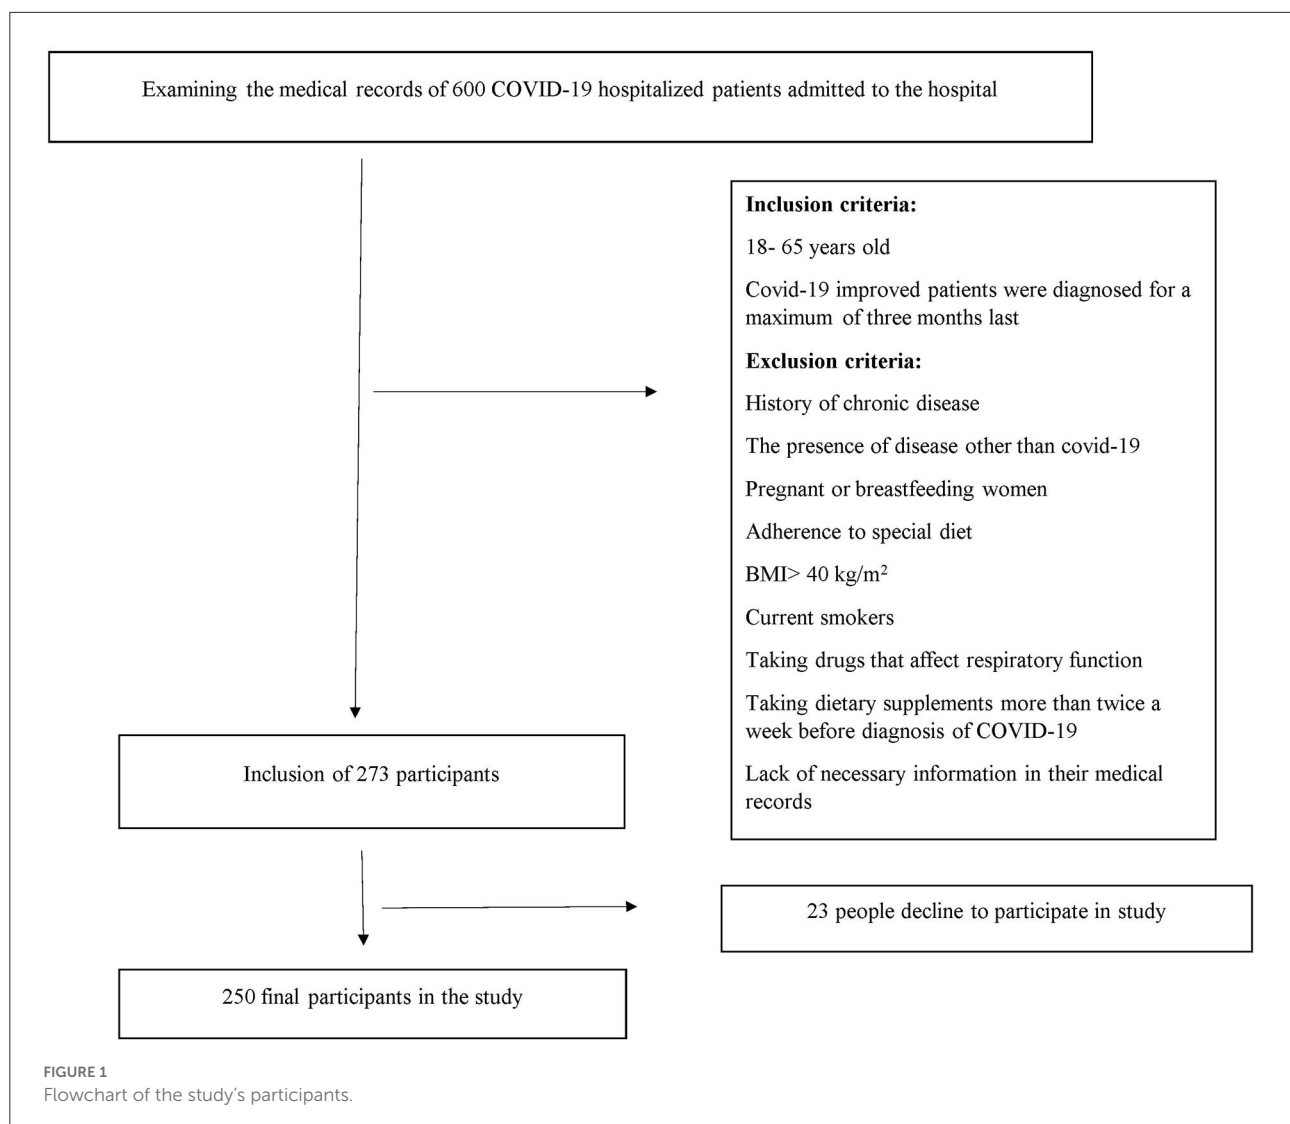 Examining the medical records of 600 COVID-19 hospitalized patients admitted to the hospital
Inclusion criteria:
18- 65 years old
Covid-19 improved patients were diagnosed for a
maximum of three months last
Exclusion criteria:
History of chronic disease
The presence of disease other than covid-19
Pregnant or breastfeeding women
Adherence to special diet
BMI> 40 kg/m²
Current smokers
Taking drugs that affect respiratory function
Taking dietary supplements more than twice a
week before diagnosis of COVID-19
Lack of necessary information in their medical
records
Inclusion of 273 participants
23 people decline to participate in study
250 final participants in the study
FIGURE 1
Flowchart of the study's participants.